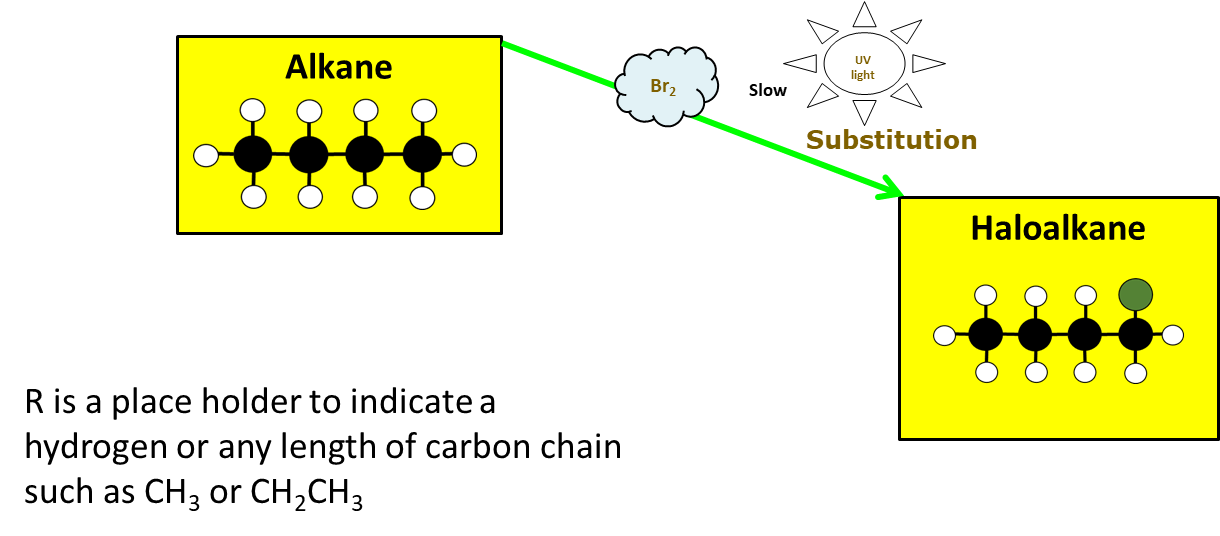 Alkane
Br₂
Slow
UV
light
Substitution
Haloalkane
R is a place holder to indicate a
hydrogen or any length of carbon chain
such as CH₃ or CH₂CH₃